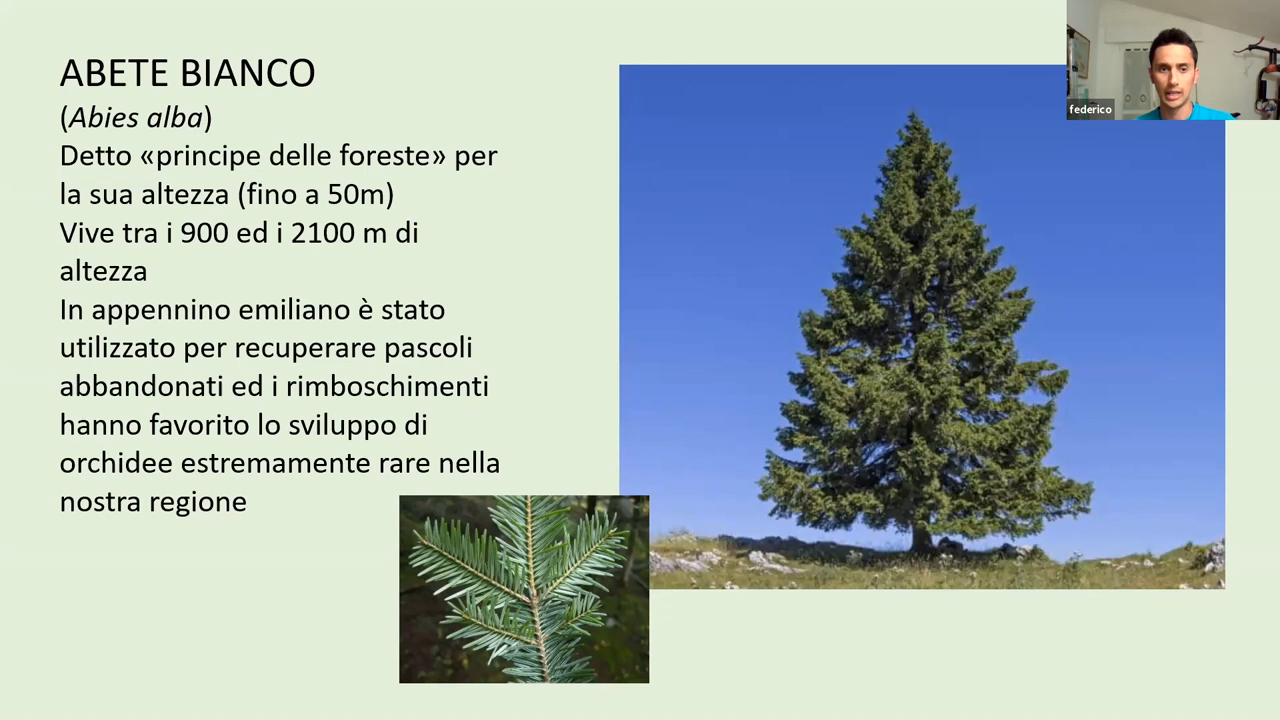 ABETE BIANCO
(Abies alba)
Detto «principe delle foreste» per
la sua altezza (fino a 50m)
Vive tra i 900 ed i 2100 m di
altezza
In appennino emiliano è stato
utilizzato per recuperare pascoli
abbandonati ed i rimboschimenti
hanno favorito lo sviluppo di
orchidee estremamente rare nella
nostra regione
federico